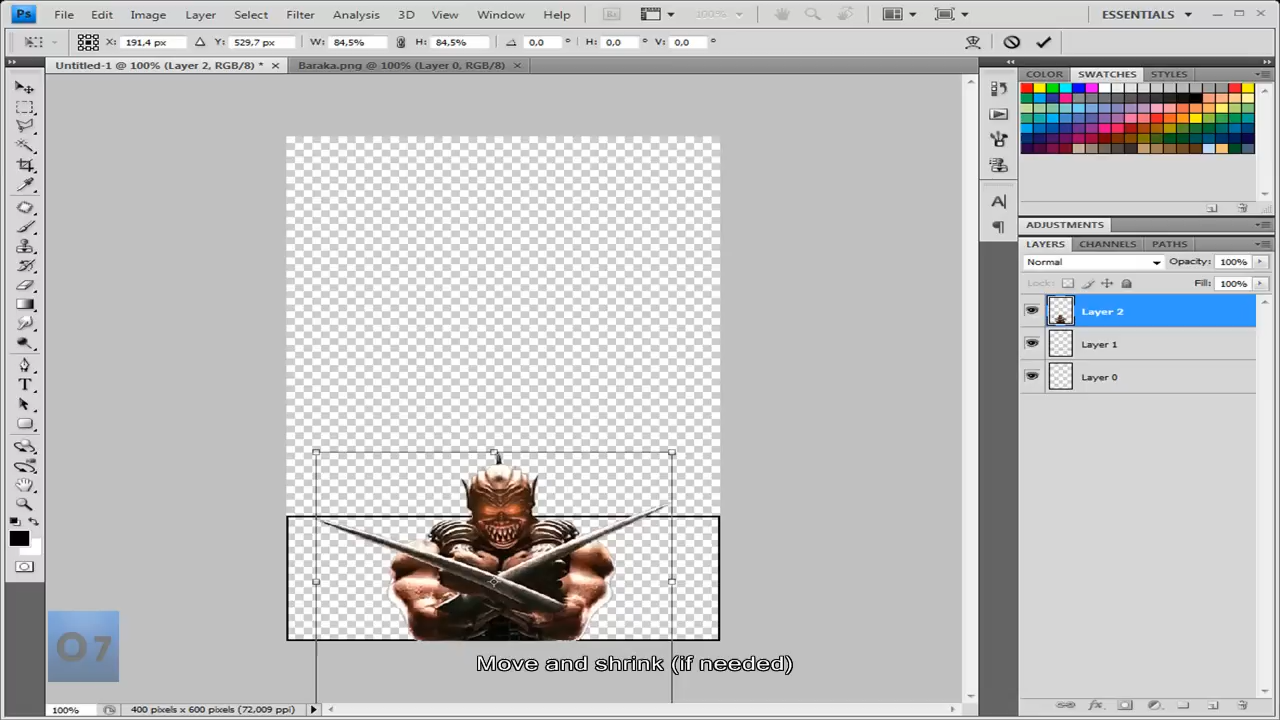 Ps File Edit Image Layer Select Filter Analysis 3D View Window Help Br 100% ESSENTIALS
X: 191,4 px Y: 529,7 px W: 84,5% H: 84,5% 0,0 ° H: 0,0 ° V: 0,0 °
Untitled-1 @ 100% (Layer 2, RGB/8) * × Baraka.png @ 100% (Layer 0, RGB/8) ×
COLOR SWATCHES STYLES
ADJUSTMENTS
LAYERS CHANNELS PATHS
Normal Opacity: 100%
Lock: Fill: 100%
Layer 2
Layer 1
Layer 0
O7
Move and shrink (if needed)
100% 400 pixels x 600 pixels (72,009 ppi)